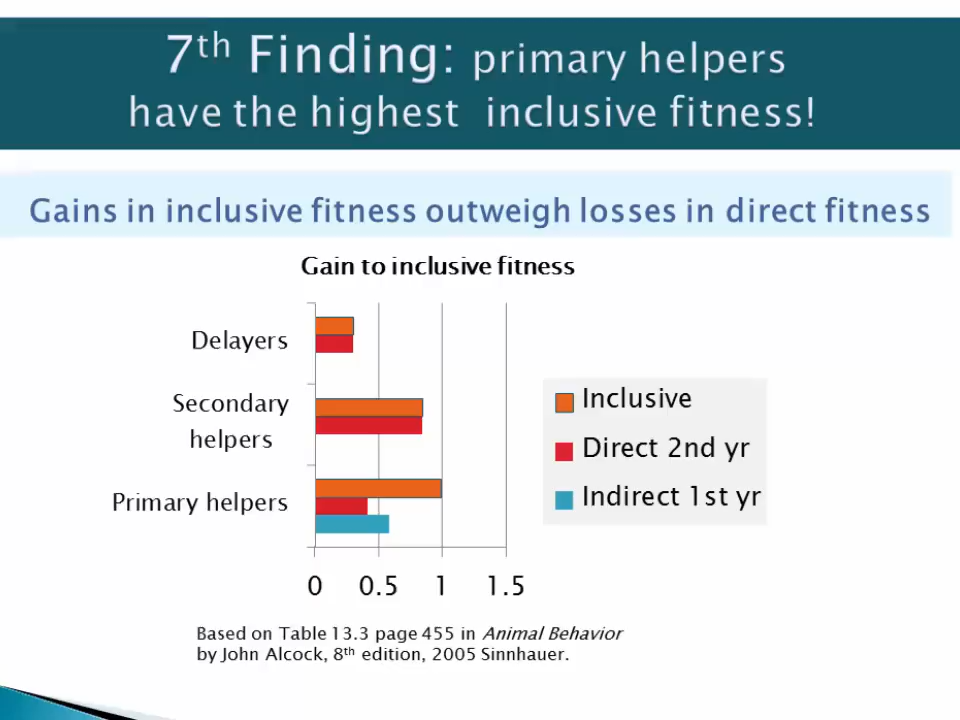 7th Finding: primary helpers
have the highest inclusive fitness!
Gains in inclusive fitness outweigh losses in direct fitness
Gain to inclusive fitness
Delayers
Secondary
helpers
Primary helpers
Inclusive
Direct 2nd yr
Indirect 1st yr
0 0.5 1 1.5
Based on Table 13.3 page 455 in Animal Behavior
by John Alcock, 8th edition, 2005 Sinnhauer.